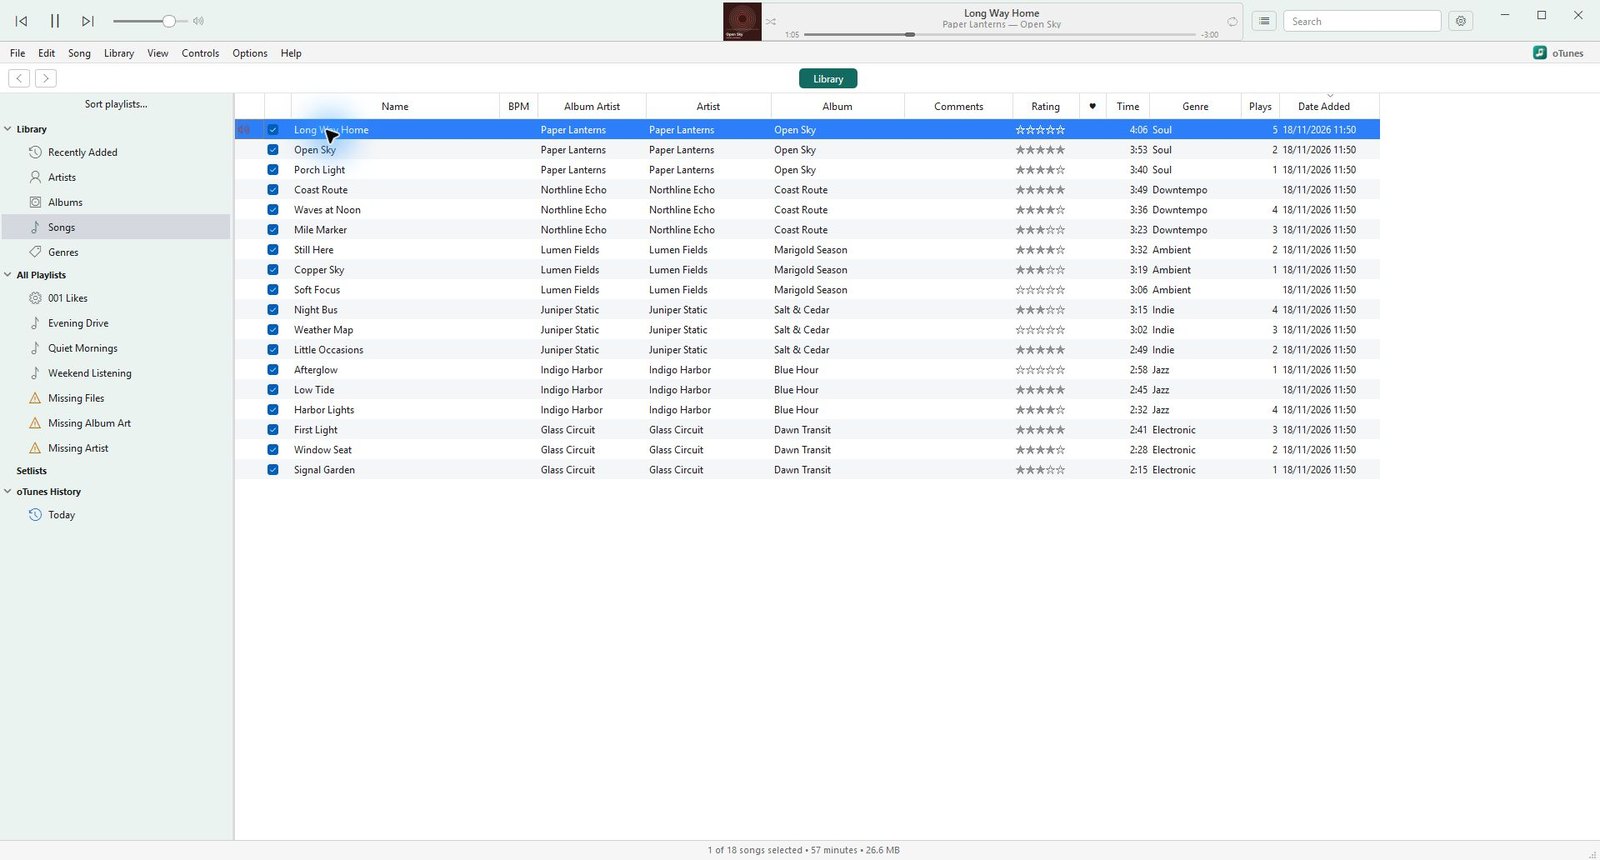 Long Way Home
Paper Lanterns — Open Sky
Open Sky
1:05 -3:00
Search
File Edit Song Library View Controls Options Help oTunes
Library
Sort playlists...
Library
Recently Added
Artists
Albums
Songs
Genres
All Playlists
001 Likes
Evening Drive
Quiet Mornings
Weekend Listening
Missing Files
Missing Album Art
Missing Artist
Setlists
oTunes History
Today
Name BPM Album Artist Artist Album Comments Rating ♥ Time Genre Plays Date Added
Long Way Home Paper Lanterns Paper Lanterns Open Sky ☆☆☆☆☆ 4:06 Soul 5 18/11/2026 11:50
Open Sky Paper Lanterns Paper Lanterns Open Sky ★★★★★ 3:53 Soul 2 18/11/2026 11:50
Porch Light Paper Lanterns Paper Lanterns Open Sky ★★★★☆ 3:40 Soul 1 18/11/2026 11:50
Coast Route Northline Echo Northline Echo Coast Route ★★★★★ 3:49 Downtempo 18/11/2026 11:50
Waves at Noon Northline Echo Northline Echo Coast Route ★★★★☆ 3:36 Downtempo 4 18/11/2026 11:50
Mile Marker Northline Echo Northline Echo Coast Route ★★★★☆ 3:23 Downtempo 3 18/11/2026 11:50
Still Here Lumen Fields Lumen Fields Marigold Season ★★★★☆ 3:32 Ambient 2 18/11/2026 11:50
Copper Sky Lumen Fields Lumen Fields Marigold Season ★★★☆☆ 3:19 Ambient 1 18/11/2026 11:50
Soft Focus Lumen Fields Lumen Fields Marigold Season ☆☆☆☆☆ 3:06 Ambient 18/11/2026 11:50
Night Bus Juniper Static Juniper Static Salt & Cedar ★★★☆☆ 3:15 Indie 4 18/11/2026 11:50
Weather Map Juniper Static Juniper Static Salt & Cedar ☆☆☆☆☆ 3:02 Indie 3 18/11/2026 11:50
Little Occasions Juniper Static Juniper Static Salt & Cedar ★★★★★ 2:49 Indie 2 18/11/2026 11:50
Afterglow Indigo Harbor Indigo Harbor Blue Hour ☆☆☆☆☆ 2:58 Jazz 1 18/11/2026 11:50
Low Tide Indigo Harbor Indigo Harbor Blue Hour ★★★★★ 2:45 Jazz 18/11/2026 11:50
Harbor Lights Indigo Harbor Indigo Harbor Blue Hour ★★★★☆ 2:32 Jazz 4 18/11/2026 11:50
First Light Glass Circuit Glass Circuit Dawn Transit ★★★★★ 2:41 Electronic 3 18/11/2026 11:50
Window Seat Glass Circuit Glass Circuit Dawn Transit ★★★★☆ 2:28 Electronic 2 18/11/2026 11:50
Signal Garden Glass Circuit Glass Circuit Dawn Transit ★★★☆☆ 2:15 Electronic 1 18/11/2026 11:50
1 of 18 songs selected • 57 minutes • 26.6 MB